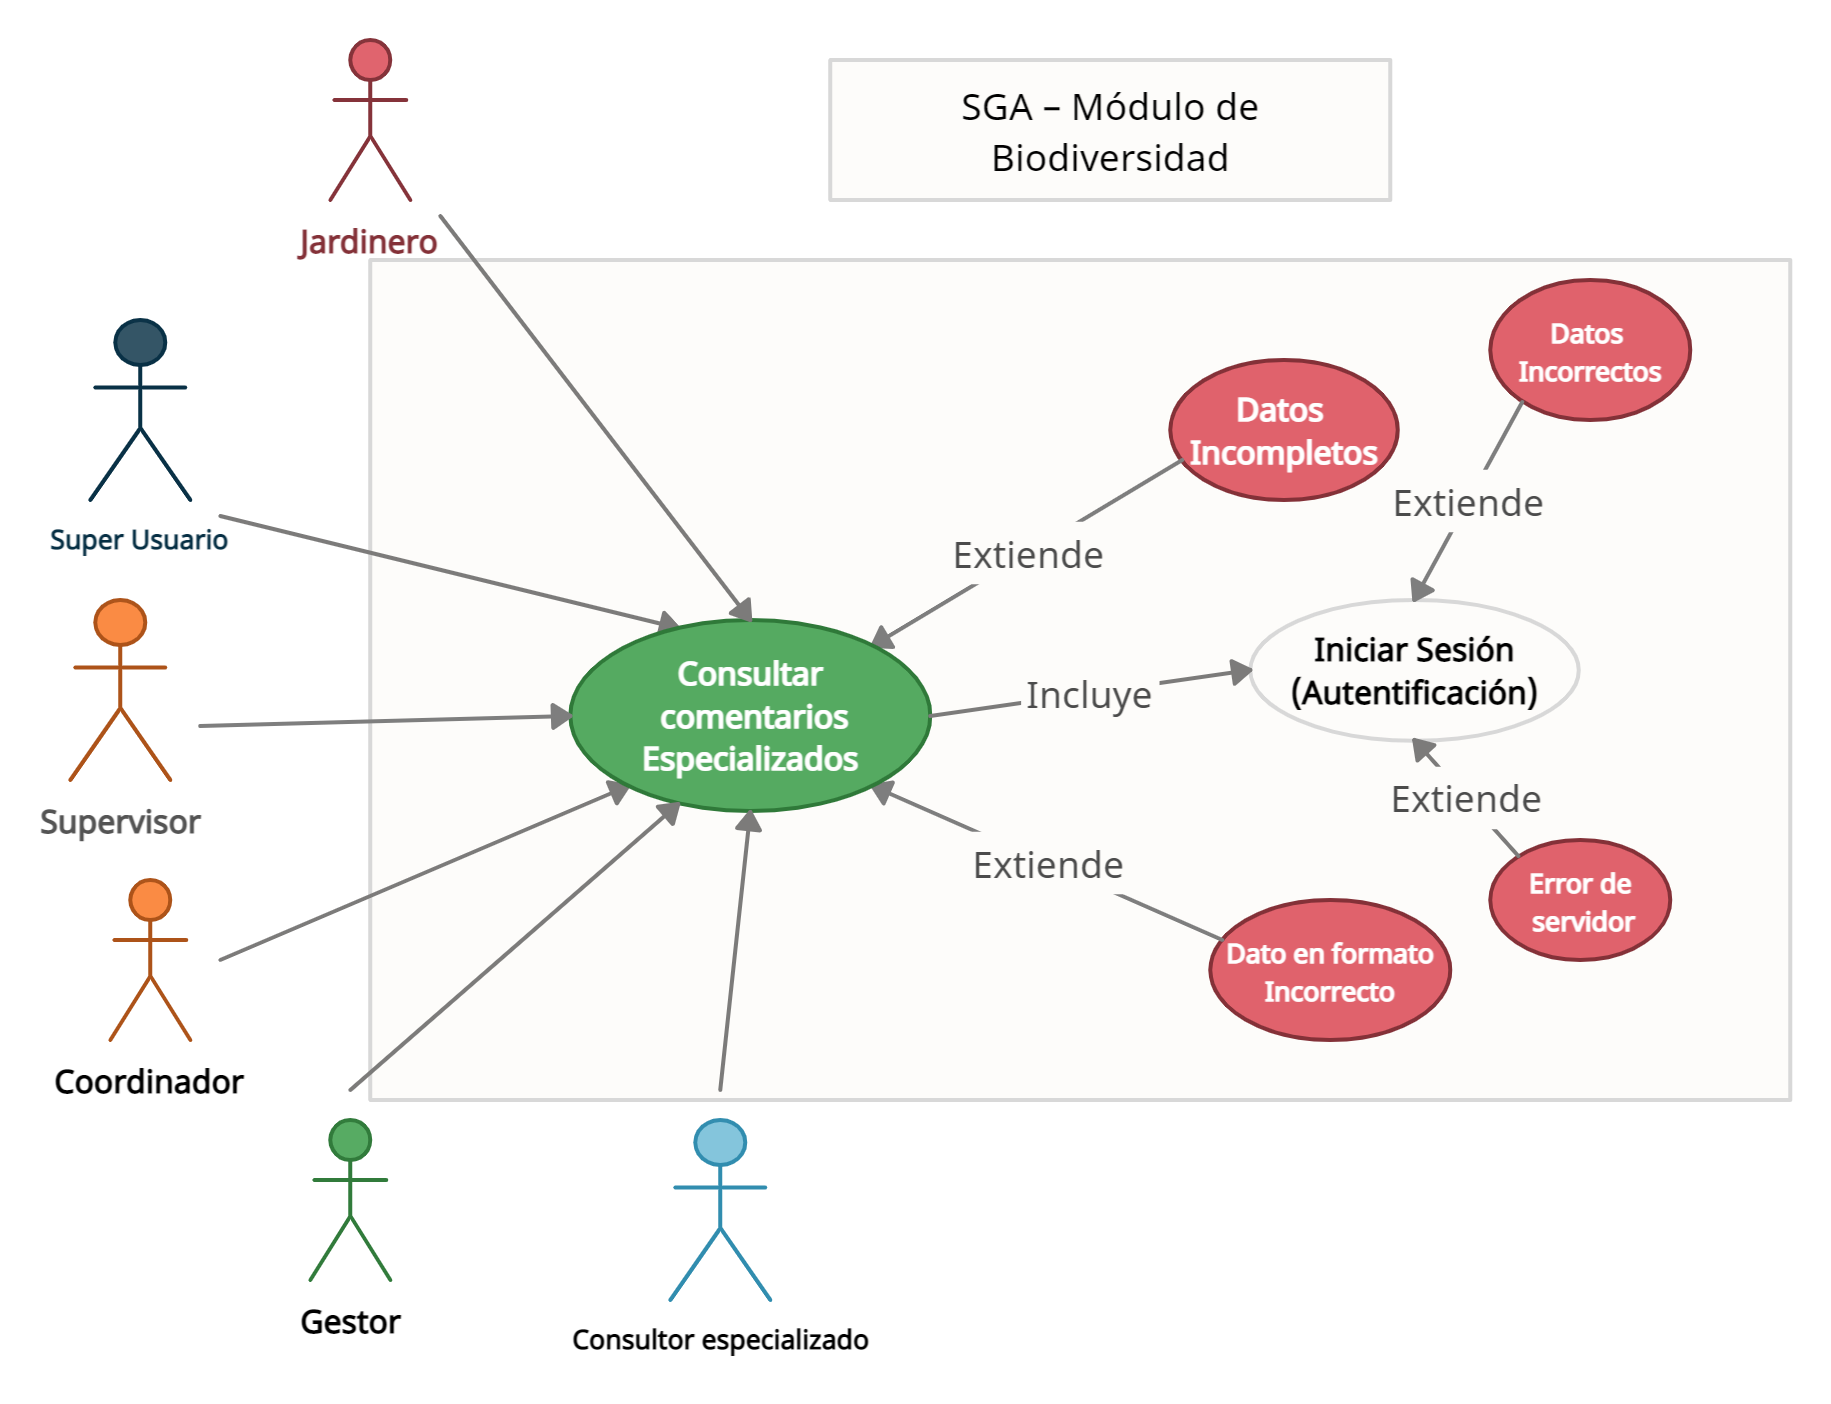 SGA – Módulo de
Biodiversidad
Jardinero
Datos
Incorrectos
Datos
Incompletos
Extiende
Super Usuario
Extiende
Iniciar Sesión
(Autentificación)
Consultar
comentarios
Especializados
Incluye
Supervisor
Extiende
Extiende
Error de
servidor
Dato en formato
Incorrecto
Coordinador
Gestor
Consultor especializado